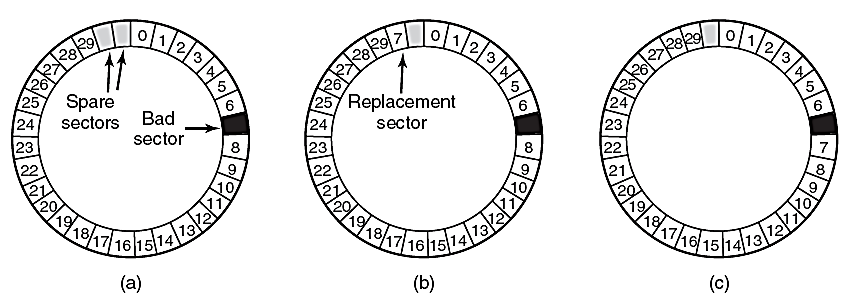 0 1 2 3 4 5 6 8 9 10 11 12 13 14 15 16 17 18 19 20 21 22 23 24 25 26 27 28 29
Spare
sectors
Bad
sector
(a)
0 1 2 3 4 5 6 8 9 10 11 12 13 14 15 16 17 18 19 20 21 22 23 24 25 26 27 28 29 7
Replacement
sector
(b)
0 1 2 3 4 5 6 7 8 9 10 11 12 13 14 15 16 17 18 19 20 21 22 23 24 25 26 27 28 29
(c)